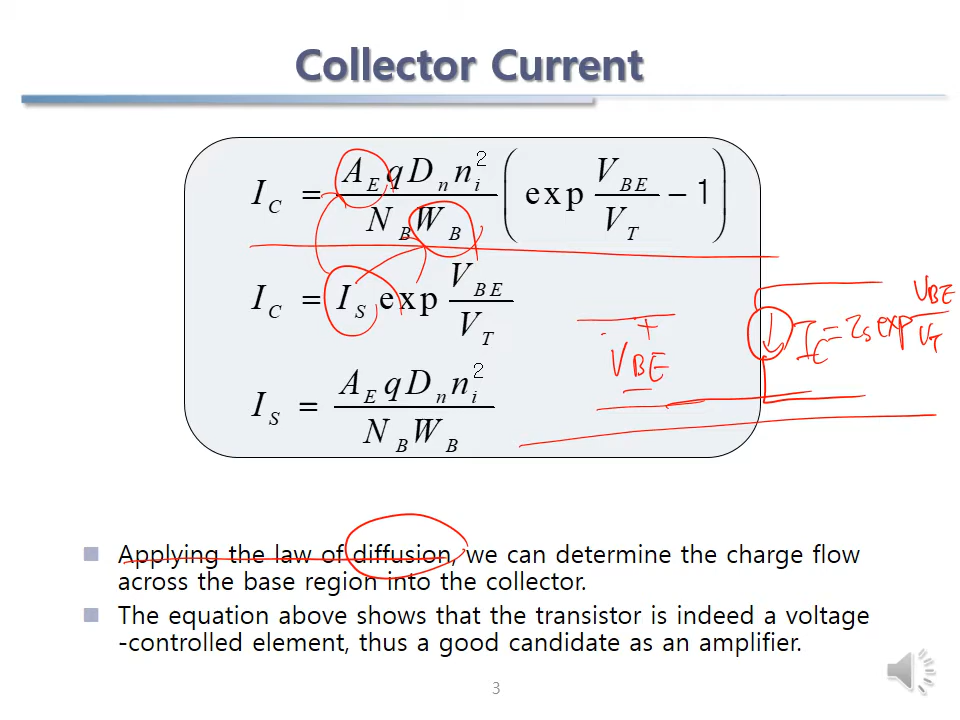 Collector Current
I_C = A_E q D_n n_i^2 / N_B W_B ( exp V_BE / V_T − 1 )
I_C = I_S exp V_BE / V_T
I_S = A_E q D_n n_i^2 / N_B W_B
+
V_BE
−
I_C = I_S exp V_BE / V_T
Applying the law of diffusion, we can determine the charge flow
across the base region into the collector.
The equation above shows that the transistor is indeed a voltage
-controlled element, thus a good candidate as an amplifier.
3